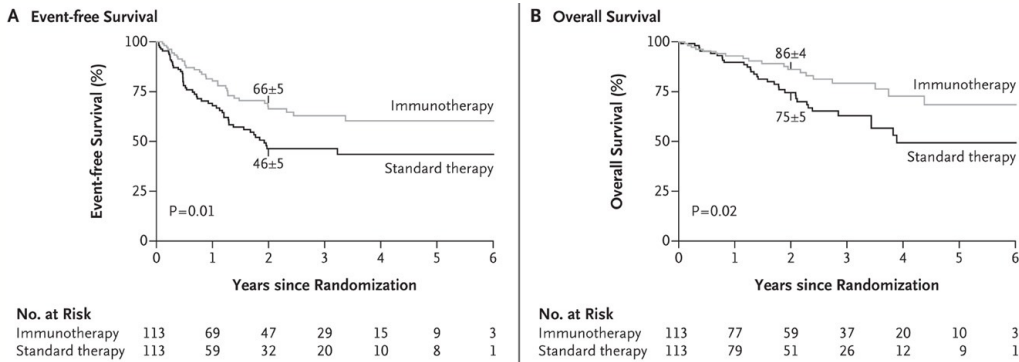 A Event-free Survival
100
75
50
25
0
Event-free Survival (%)
66±5
46±5
Immunotherapy
Standard therapy
P=0.01
0 1 2 3 4 5 6
Years since Randomization
No. at Risk
Immunotherapy 113 69 47 29 15 9 3
Standard therapy 113 59 32 20 10 8 1
B Overall Survival
100
75
50
25
0
Overall Survival (%)
86±4
75±5
Immunotherapy
Standard therapy
P=0.02
0 1 2 3 4 5 6
Years since Randomization
No. at Risk
Immunotherapy 113 77 59 37 20 10 3
Standard therapy 113 79 51 26 12 9 1